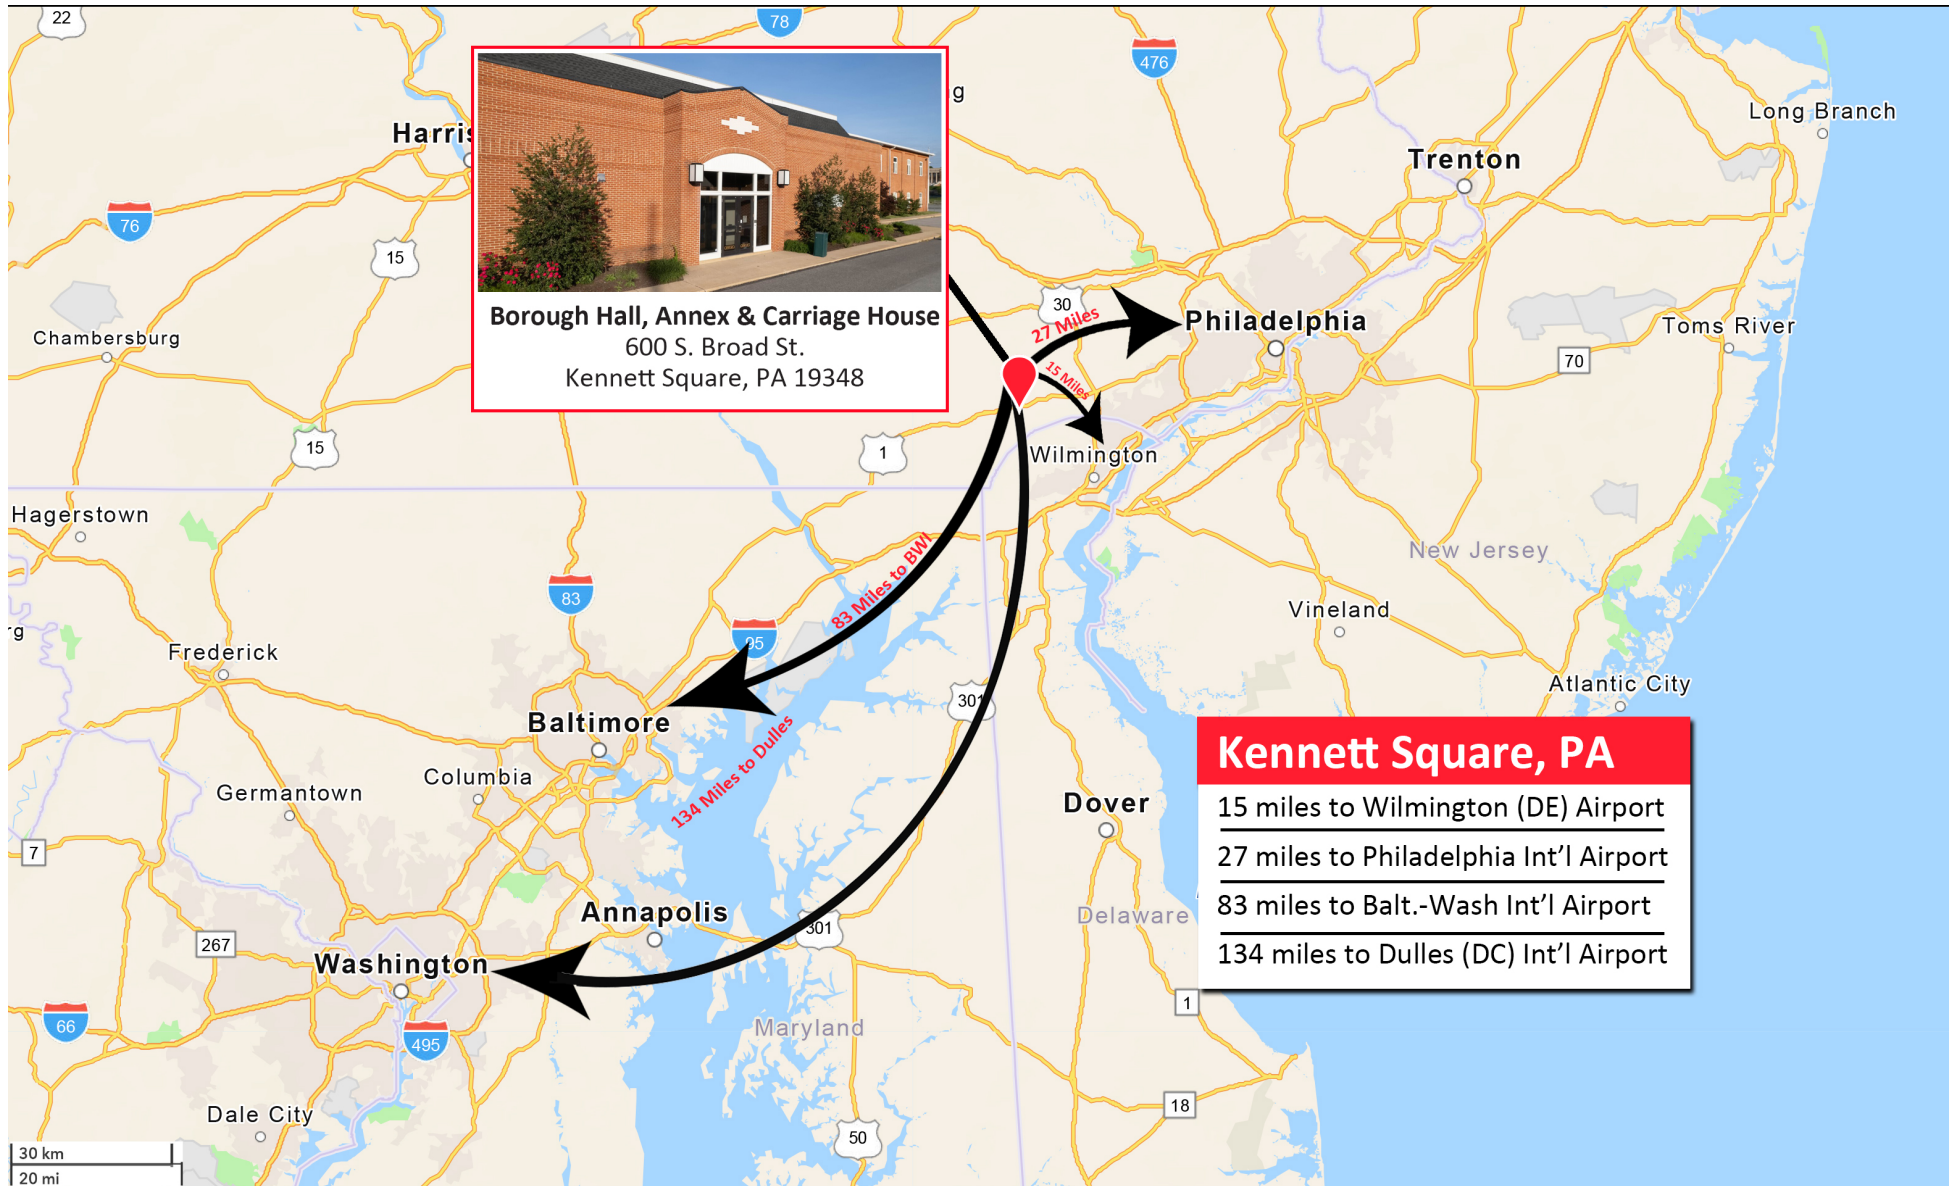 22
78
476
Harris
g
Long Branch
Trenton
76
15
30
27 Miles
Philadelphia
Toms River
70
15 Miles
Borough Hall, Annex & Carriage House
600 S. Broad St.
Kennett Square, PA 19348
Chambersburg
15
1
Wilmington
Hagerstown
New Jersey
83 Miles to BWI
83
95
Vineland
rg
Frederick
301
Atlantic City
Baltimore
134 Miles to Dulles
Columbia
Germantown
Dover
7
Kennett Square, PA
15 miles to Wilmington (DE) Airport
27 miles to Philadelphia Int'l Airport
83 miles to Balt.-Wash Int'l Airport
134 miles to Dulles (DC) Int'l Airport
Annapolis
Delaware
301
267
Washington
66
495
Maryland
1
Dale City
18
50
30 km
20 mi